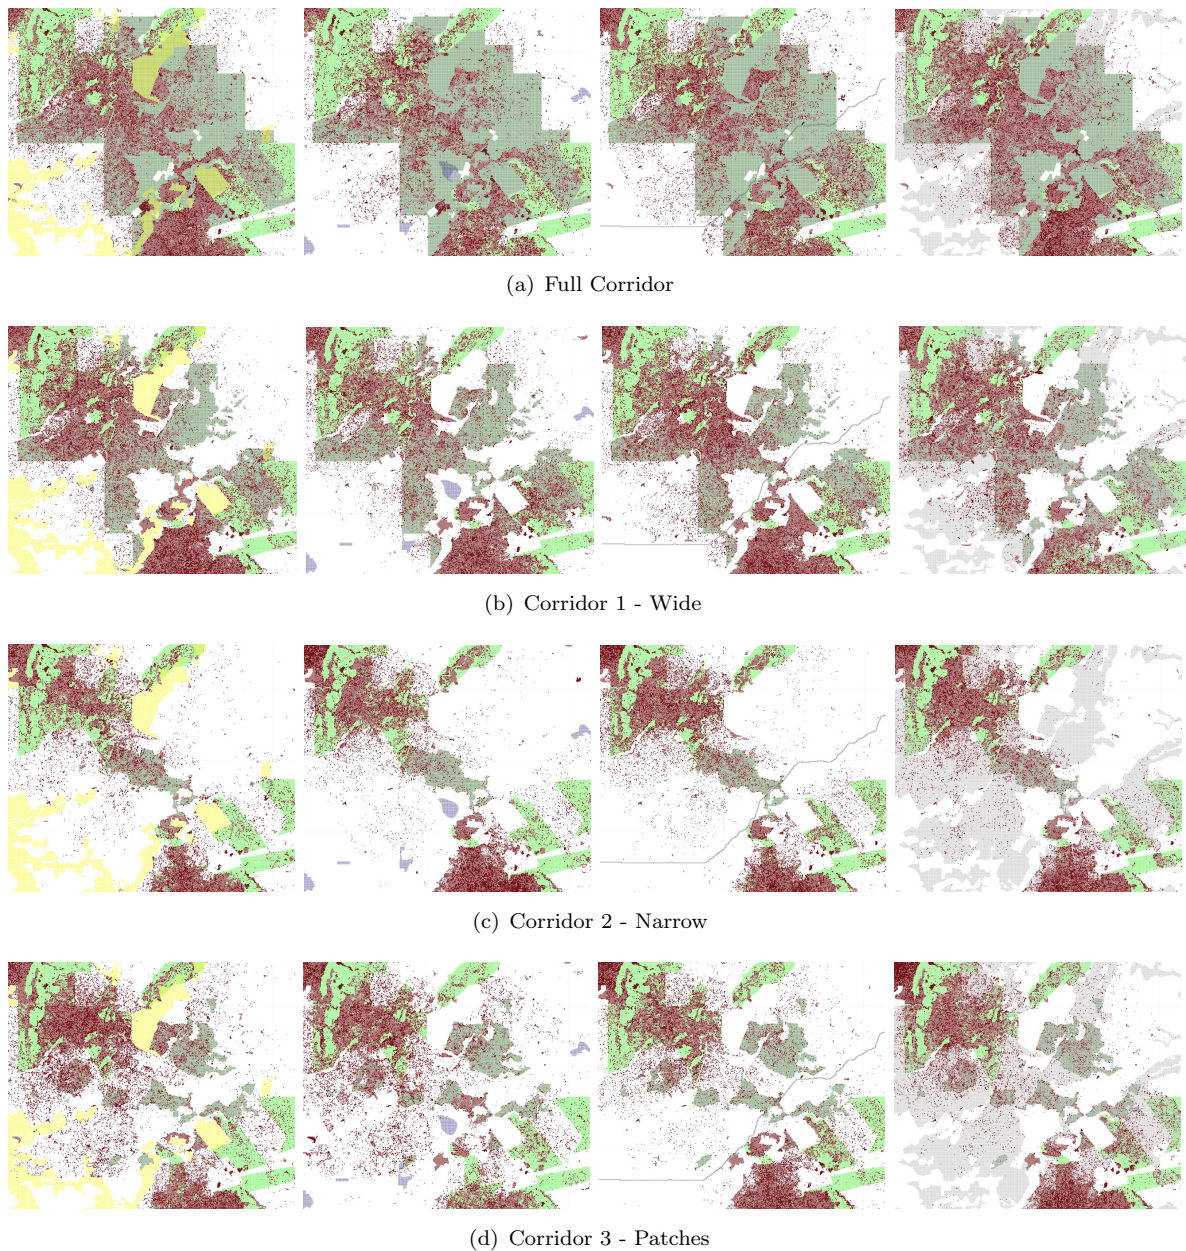 (a) Full Corridor
(b) Corridor 1 - Wide
(c) Corridor 2 - Narrow
(d) Corridor 3 - Patches